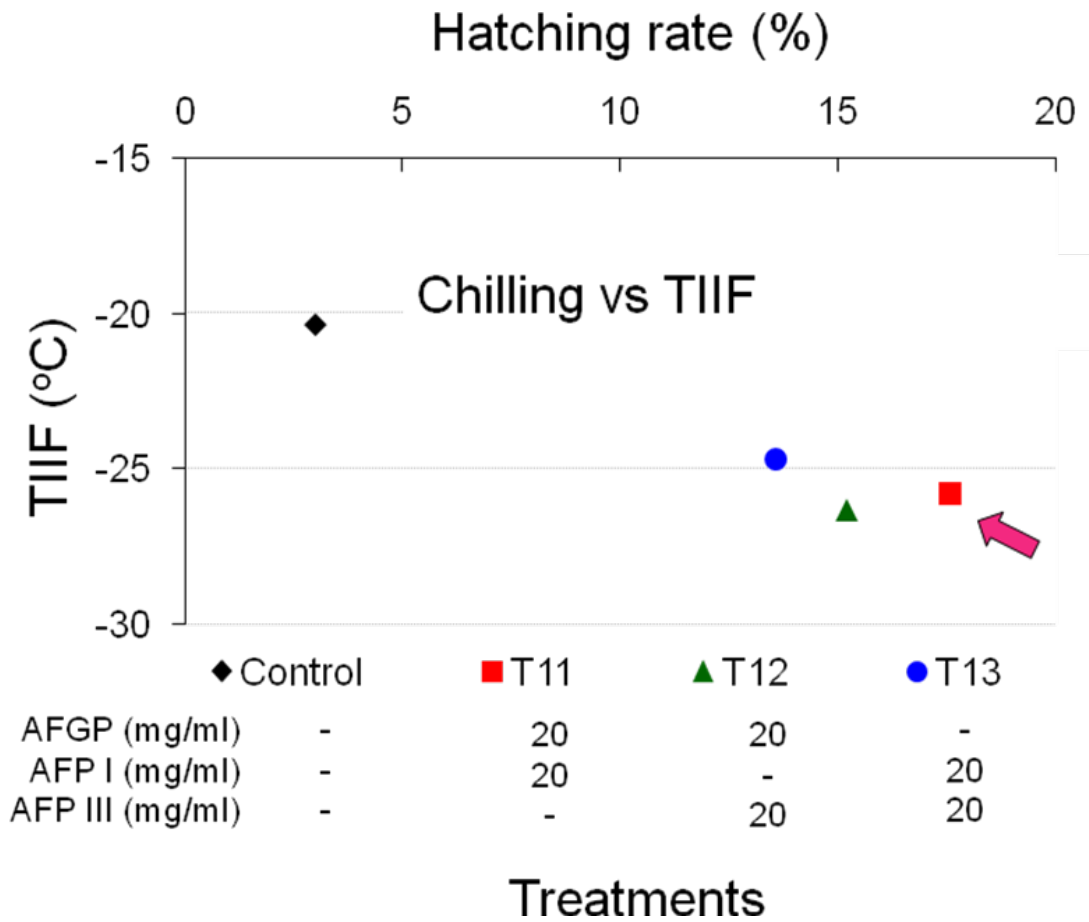 Hatching rate (%)
0 5 10 15 20
-15
Chilling vs TIIF
-20
TIIF (°C)
-25
-30
Control T11 T12 T13
AFGP (mg/ml) - 20 20 -
AFP I (mg/ml) - 20 - 20
AFP III (mg/ml) - - 20 20
Treatments